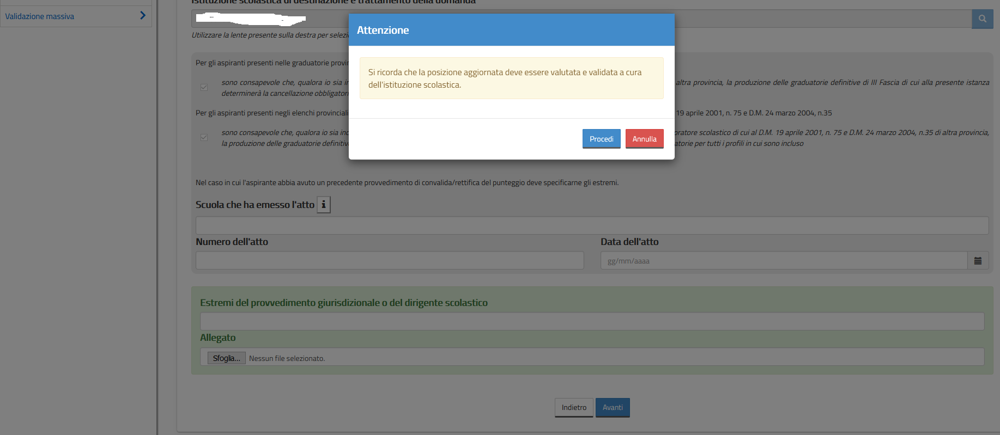 Istituzione scolastica di destinazione e trattamento della domanda
Validazione massiva
Attenzione
Utilizzare la lente presente sulla destra per selezi
Si ricorda che la posizione aggiornata deve essere valutata e validata a cura
dell'istituzione scolastica.
Per gli aspiranti presenti nelle graduatorie provin
sono consapevole che, qualora io sia in altra provincia, la produzione delle graduatorie definitive di III Fascia di cui alla presente istanza
determinerà la cancellazione obbligatori
Per gli aspiranti presenti negli elenchi provinciali 19 aprile 2001, n. 75 e D.M. 24 marzo 2004, n.35
sono consapevole che, qualora io sia inc oratore scolastico di cui al D.M. 19 aprile 2001, n. 75 e D.M. 24 marzo 2004, n.35 di altra provincia,
la produzione delle graduatorie definitive atorie per tutti i profili in cui sono incluso
Procedi Annulla
Nel caso in cui l'aspirante abbia avuto un precedente provvedimento di convalida/rettifica del punteggio deve specificarne gli estremi.
Scuola che ha emesso l'atto i
Numero dell'atto Data dell'atto
gg/mm/aaaa
Estremi del provvedimento giurisdizionale o del dirigente scolastico
Allegato
Sfoglia... Nessun file selezionato.
Indietro Avanti